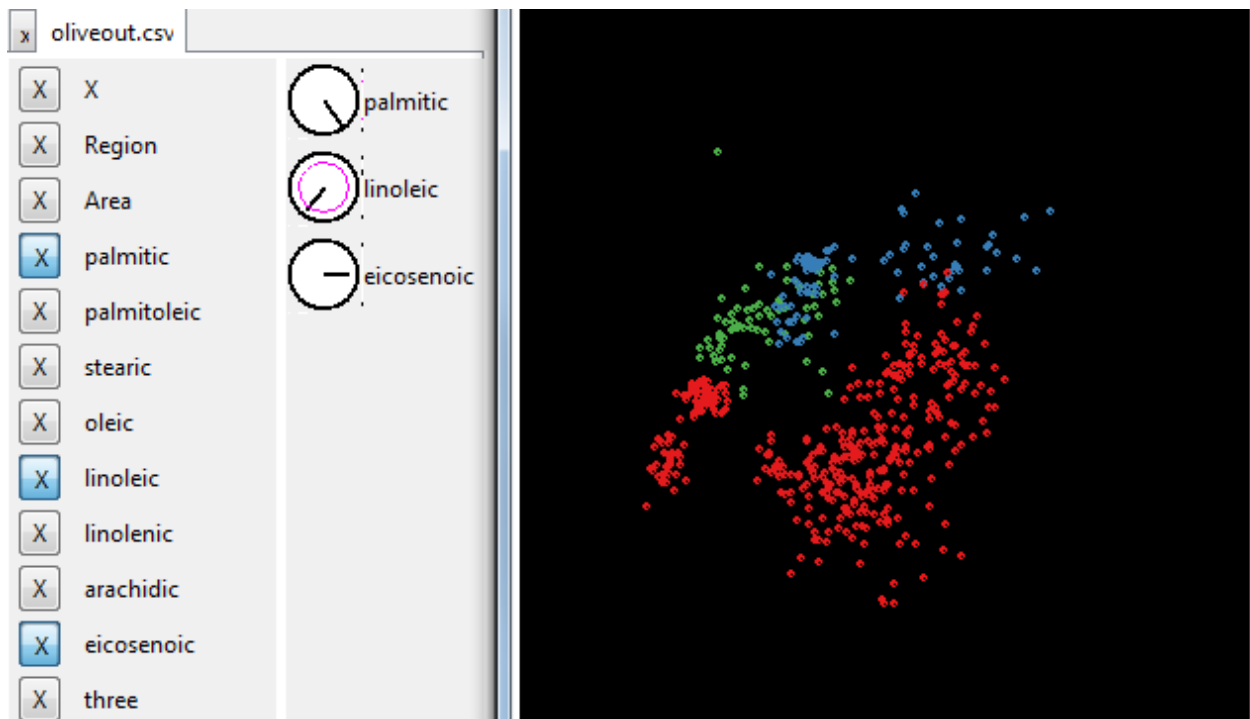 x oliveout.csv
X X
X Region
X Area
X palmitic
X palmitoleic
X stearic
X oleic
X linoleic
X linolenic
X arachidic
X eicosenoic
X three
palmitic
linoleic
eicosenoic